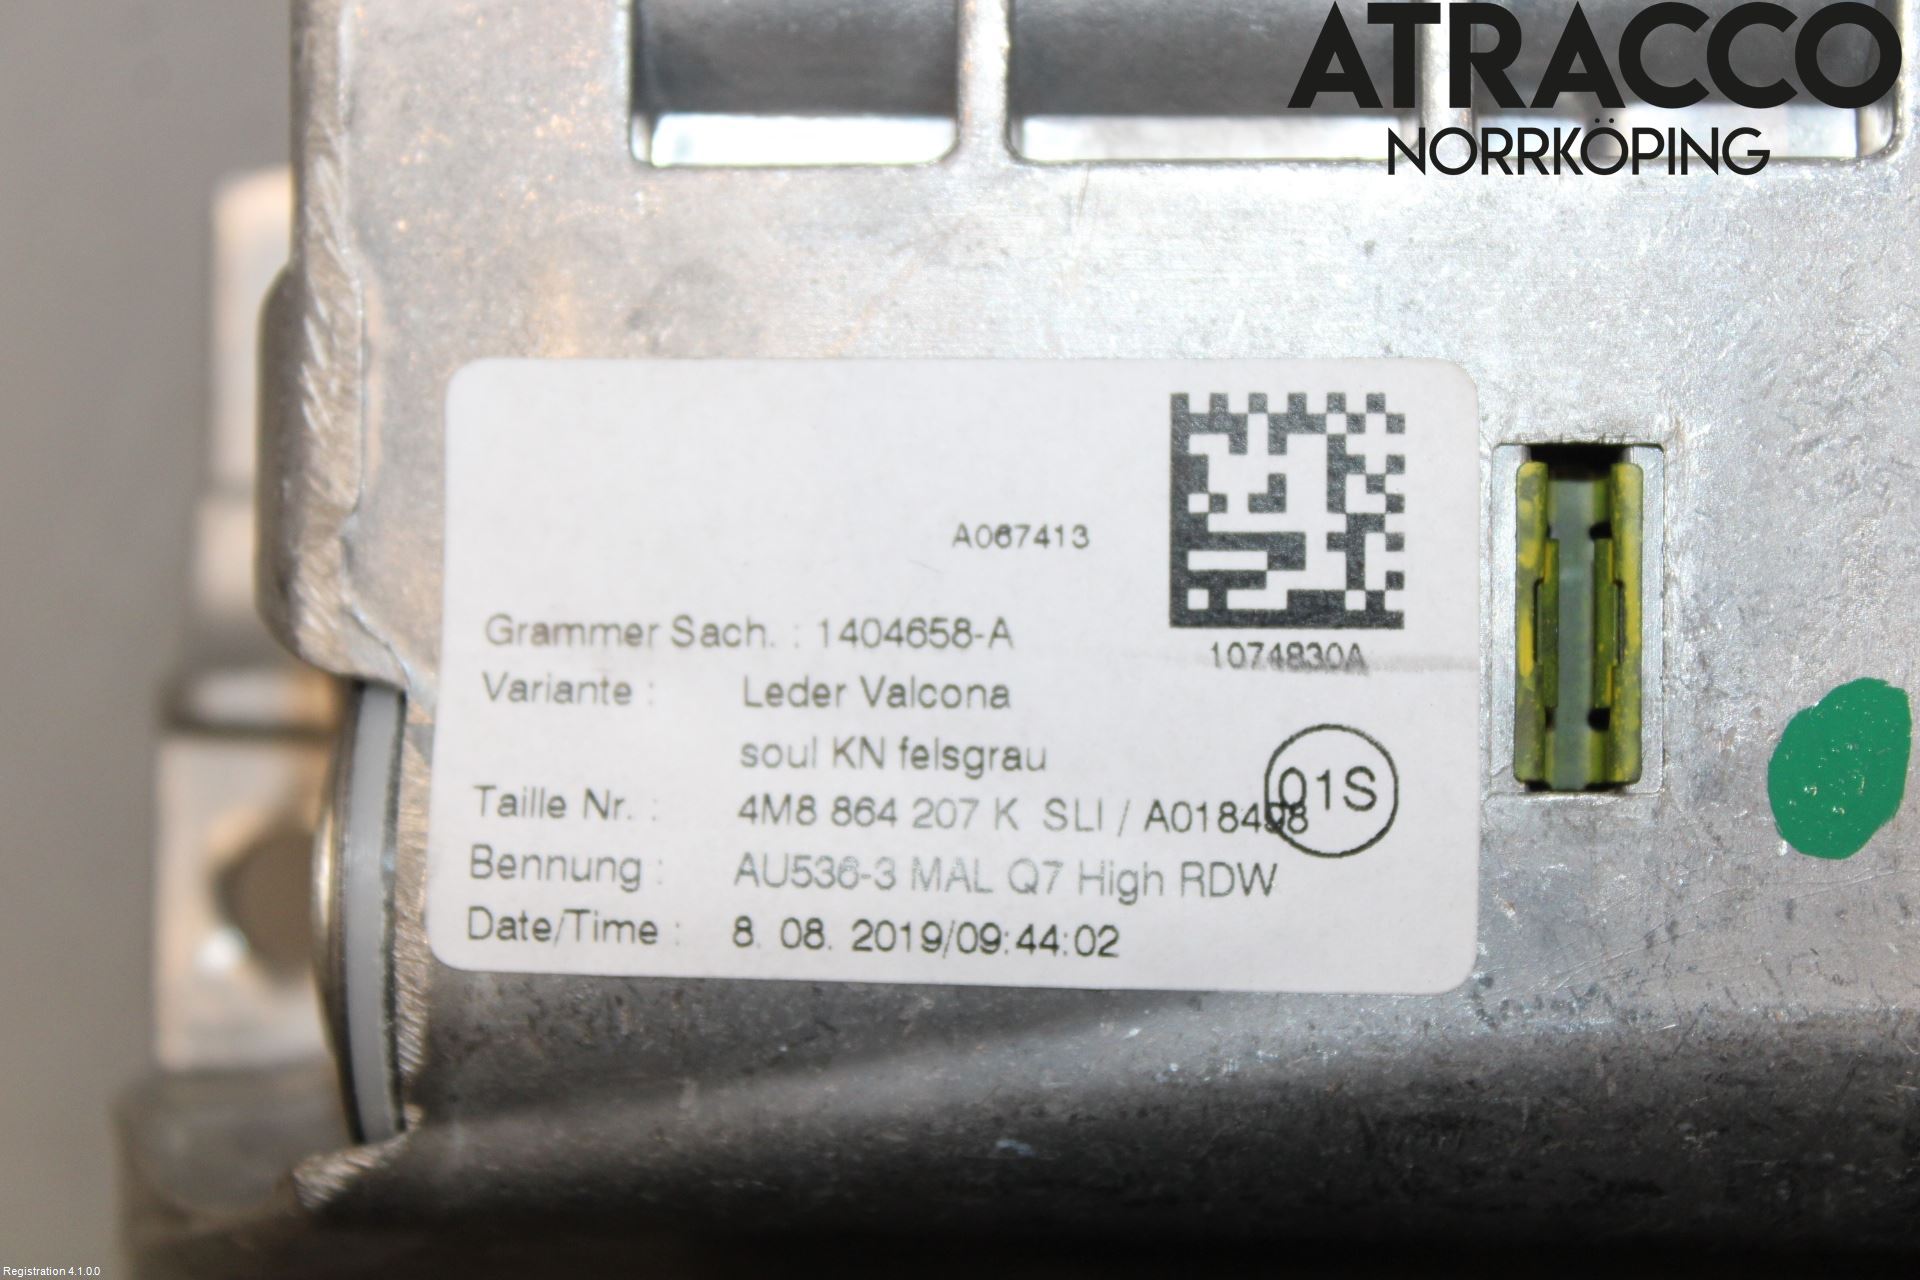 ATRACCO
NORRKÖPING
A067413
1074830A
Grammer Sach. : 1404658-A
Variante : Leder Valcona
soul KN felsgrau
01S
Taille Nr. : 4M8 864 207 K SLI / A018498
Bennung : AU536-3 MAL Q7 High RDW
Date/Time : 8. 08. 2019/09:44:02
Registration 4.1.0.0